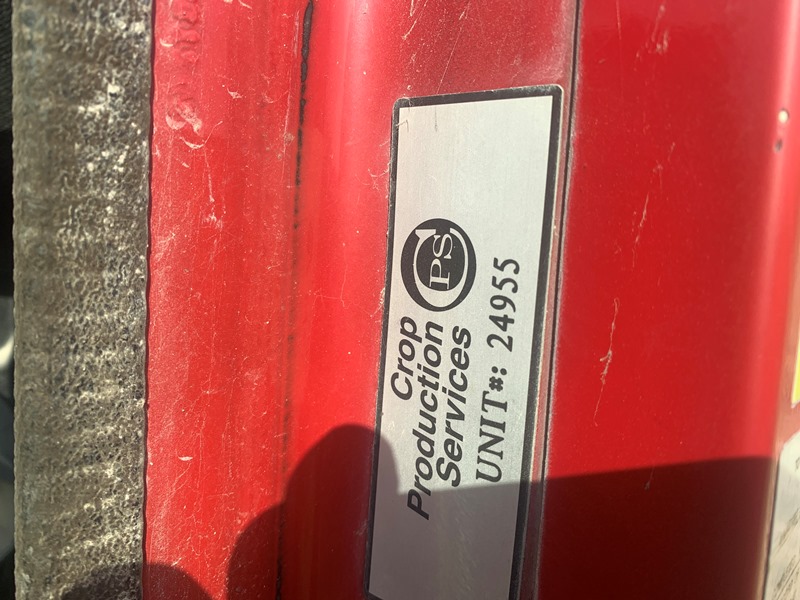 Crop
Production
Services
CPS
UNIT#: 24955